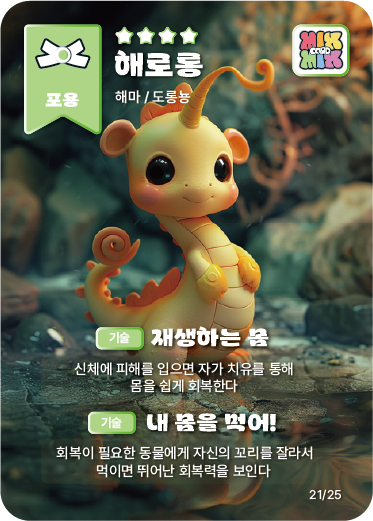 해로롱
포용
해마 / 도롱뇽
MIX
CARD
MIX
기술 재생하는 몸
신체에 피해를 입으면 자가 치유를 통해
몸을 쉽게 회복한다
기술 내 몸을 먹어!
회복이 필요한 동물에게 자신의 꼬리를 잘라서
먹이면 뛰어난 회복력을 보인다
21/25